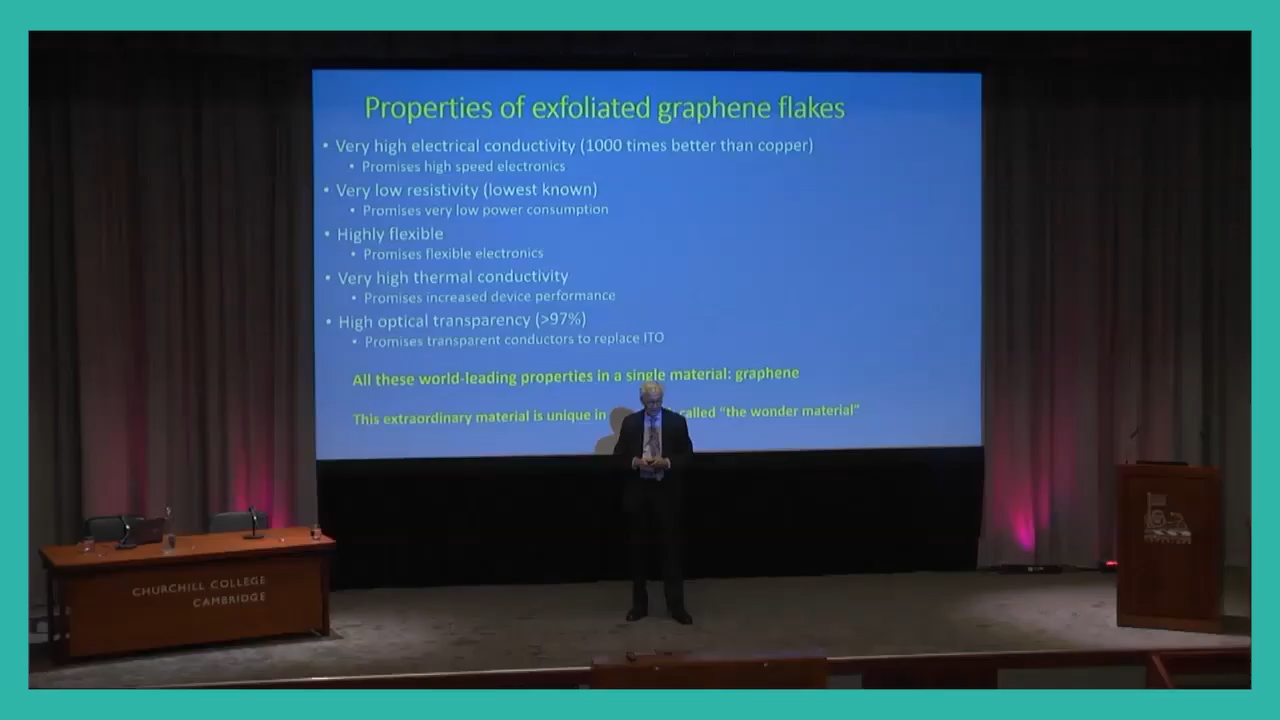 Properties of exfoliated graphene flakes
• Very high electrical conductivity (1000 times better than copper)
• Promises high speed electronics
• Very low resistivity (lowest known)
• Promises very low power consumption
• Highly flexible
• Promises flexible electronics
• Very high thermal conductivity
• Promises increased device performance
• High optical transparency (>97%)
• Promises transparent conductors to replace ITO
All these world-leading properties in a single material: graphene
This extraordinary material is unique in called “the wonder material”
CHURCHILL COLLEGE
CAMBRIDGE